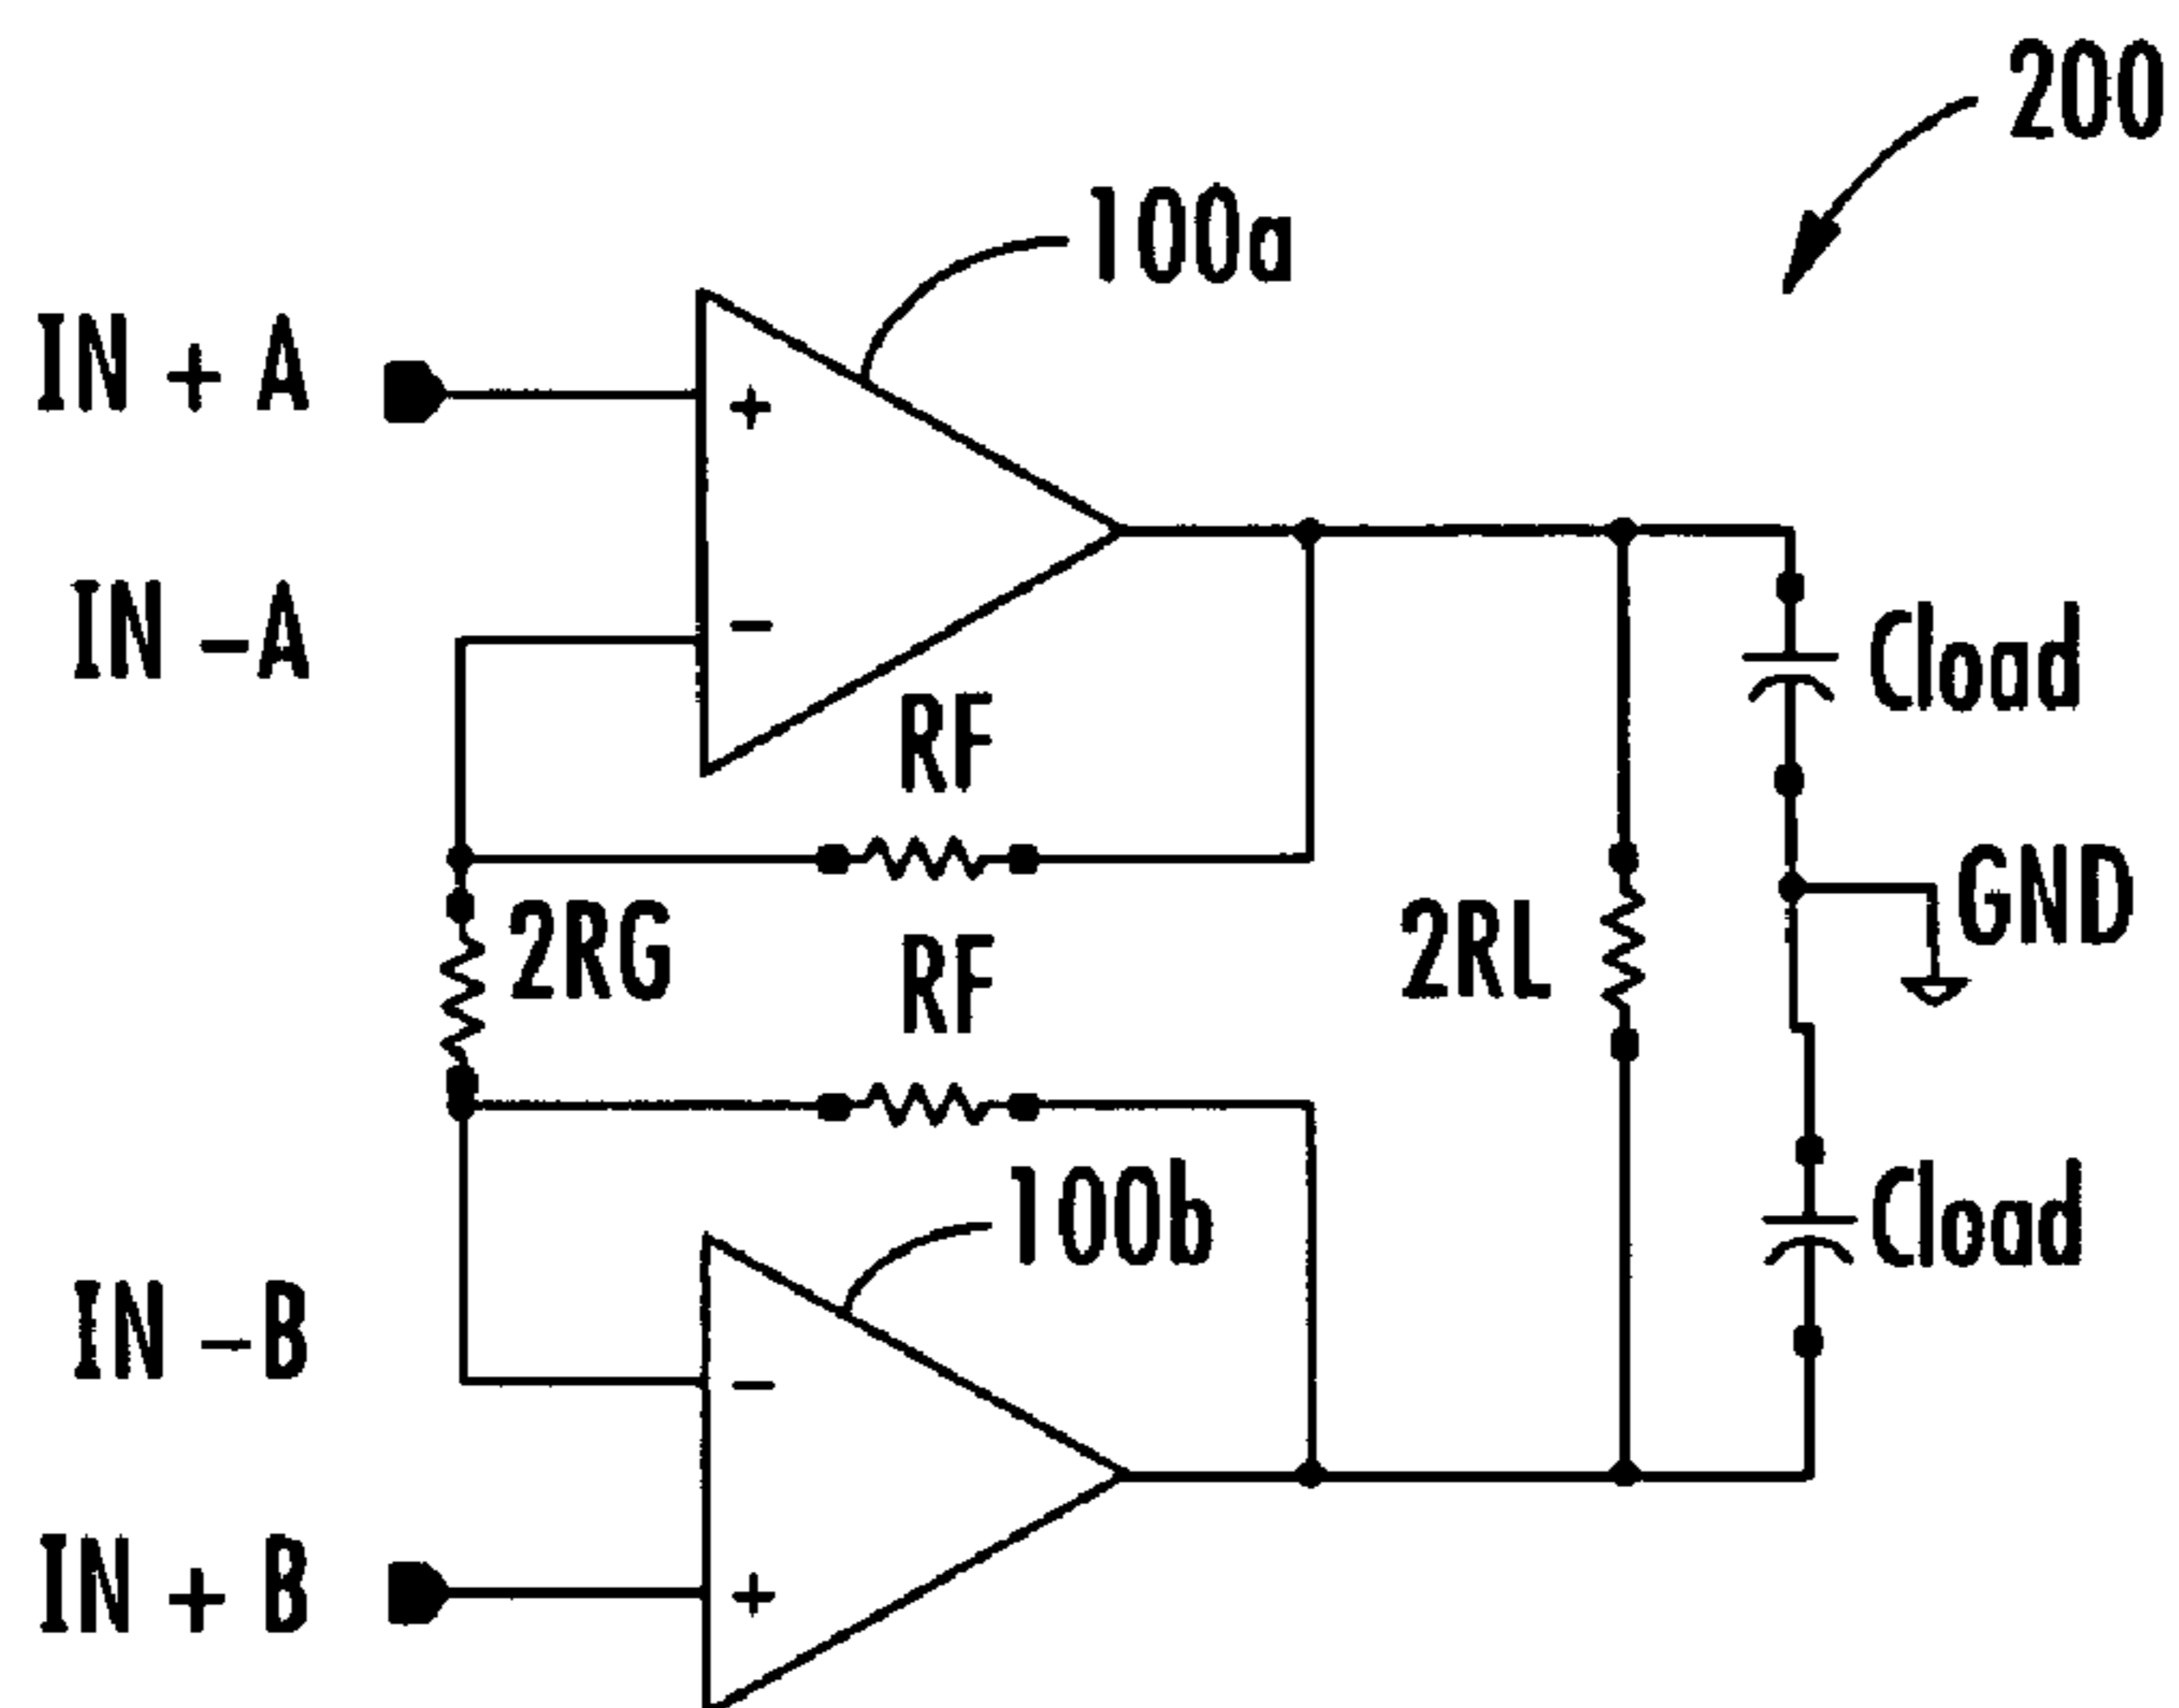 200
100a
IN + A
+
IN -A
-
Cload
RF
GND
2RG
2RL
RF
100b
Cload
IN -B
-
IN + B
+